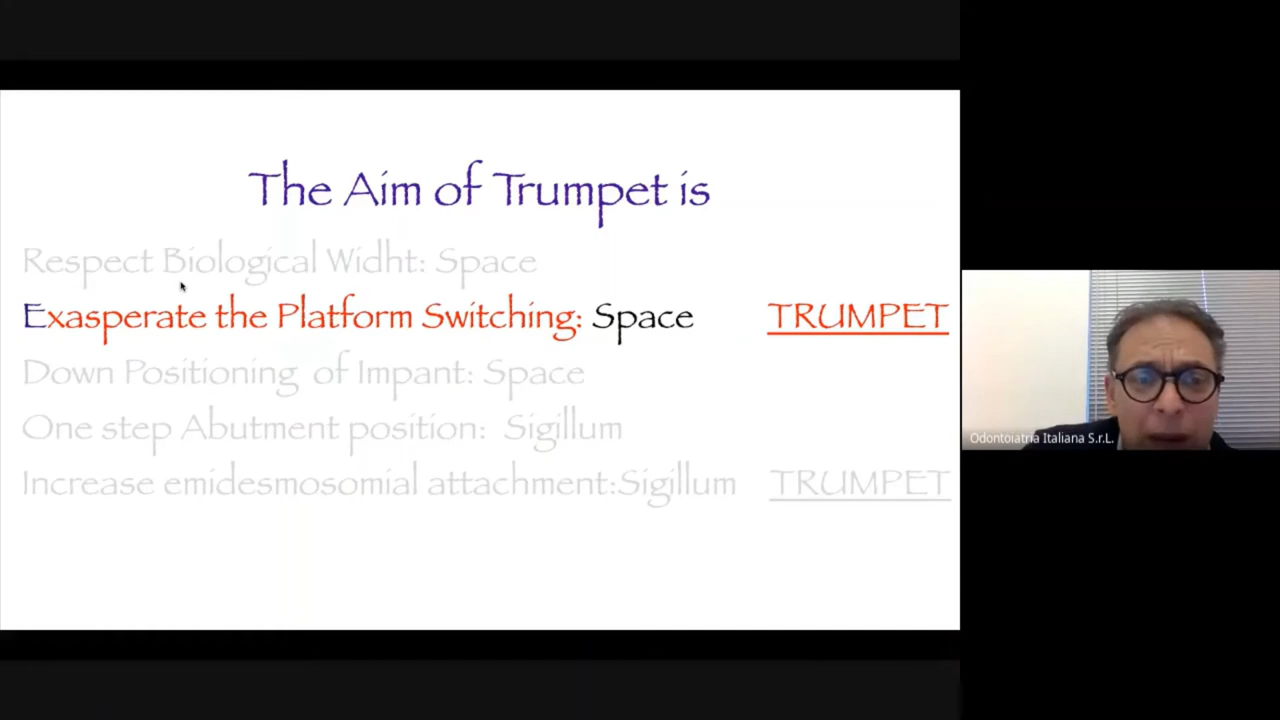 The Aim of Trumpet is
Respect Biological Widht: Space
Exasperate the Platform Switching: Space TRUMPET
Down Positioning of Impant: Space
One step Abutment position: Sigillum
Increase emidesmosomial attachment:Sigillum TRUMPET
Odontoiatria Italiana S.r.L.